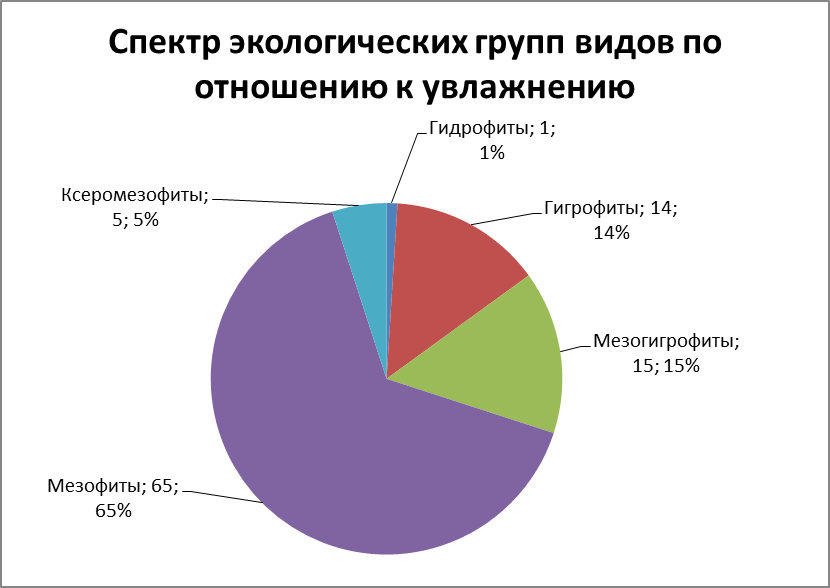 Спектр экологических групп видов по
отношению к увлажнению
Гидрофиты; 1;
1%
Ксеромезофиты;
5; 5%
Гигрофиты; 14;
14%
Мезогигрофиты;
15; 15%
Мезофиты; 65;
65%